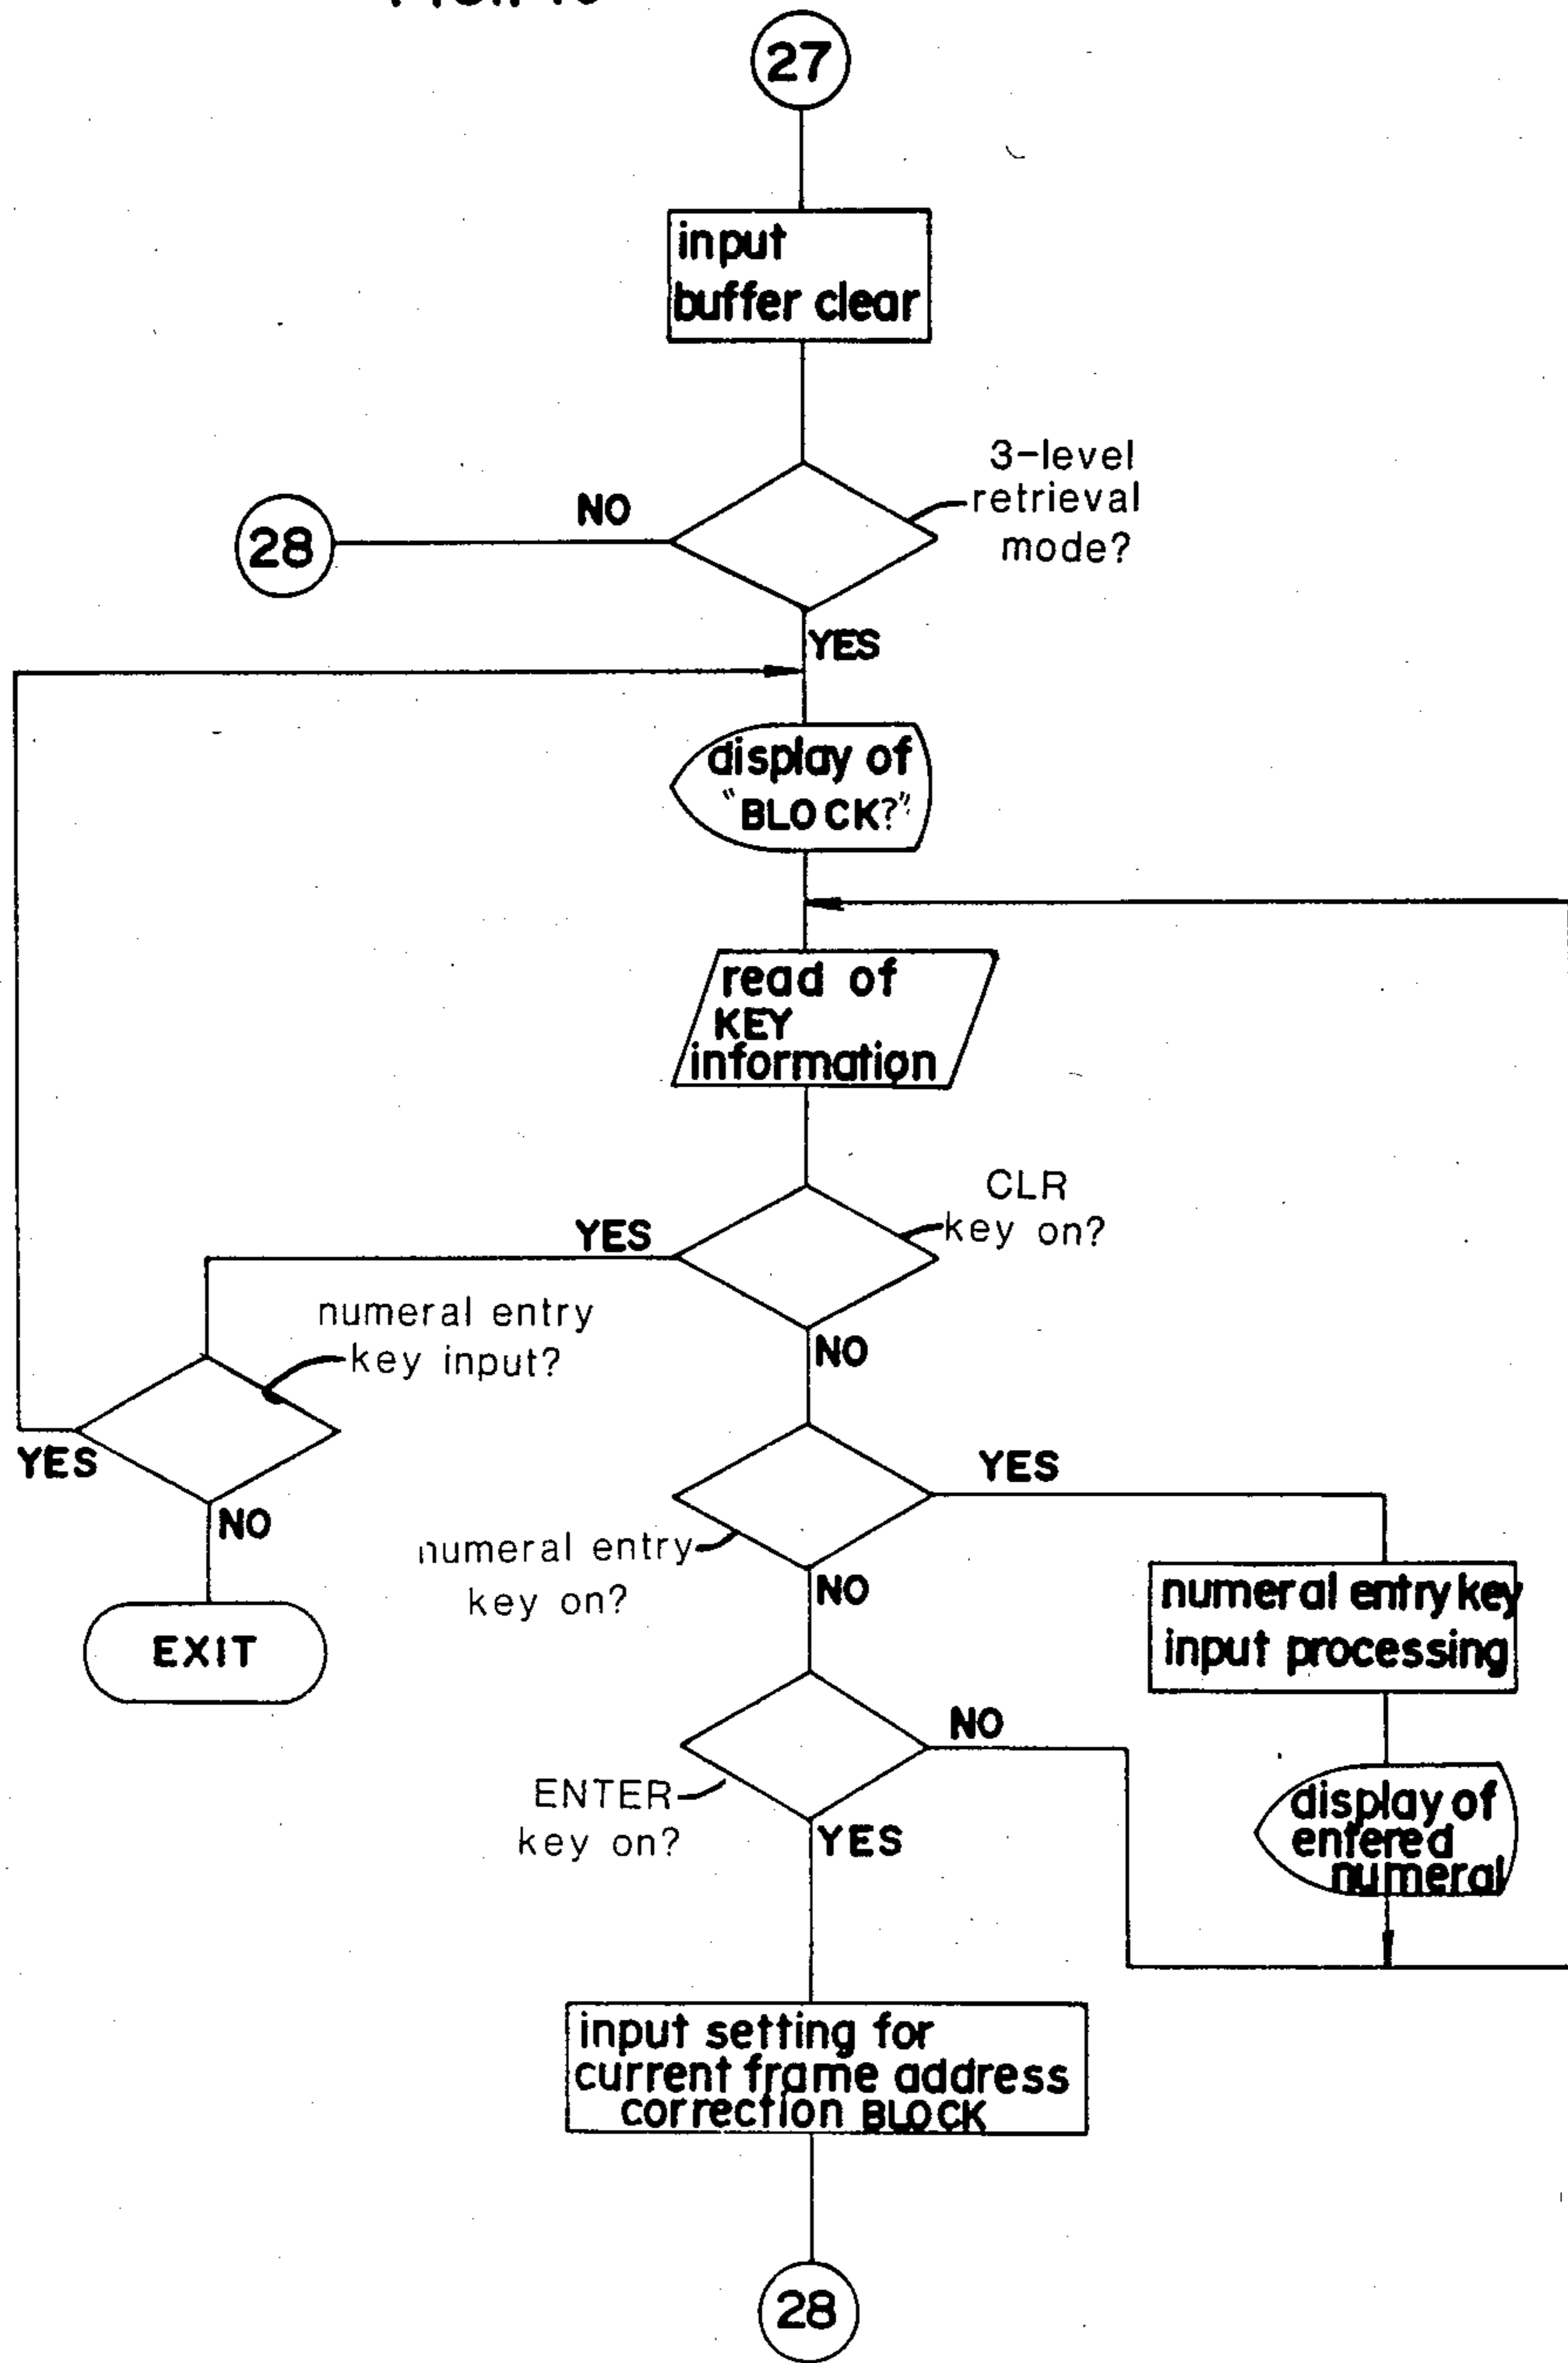 27
input
buffer clear
3-level
retrieval
mode?
NO
28
YES
display of
"BLOCK?"
read of
KEY
information
CLR
key on?
YES
numeral entry
key input?
NO
YES
NO
EXIT
YES
numeral entry
key on?
NO
numeral entry key
input processing
NO
ENTER
key on?
YES
display of
entered
numeral
input setting for
current frame address
correction BLOCK
28